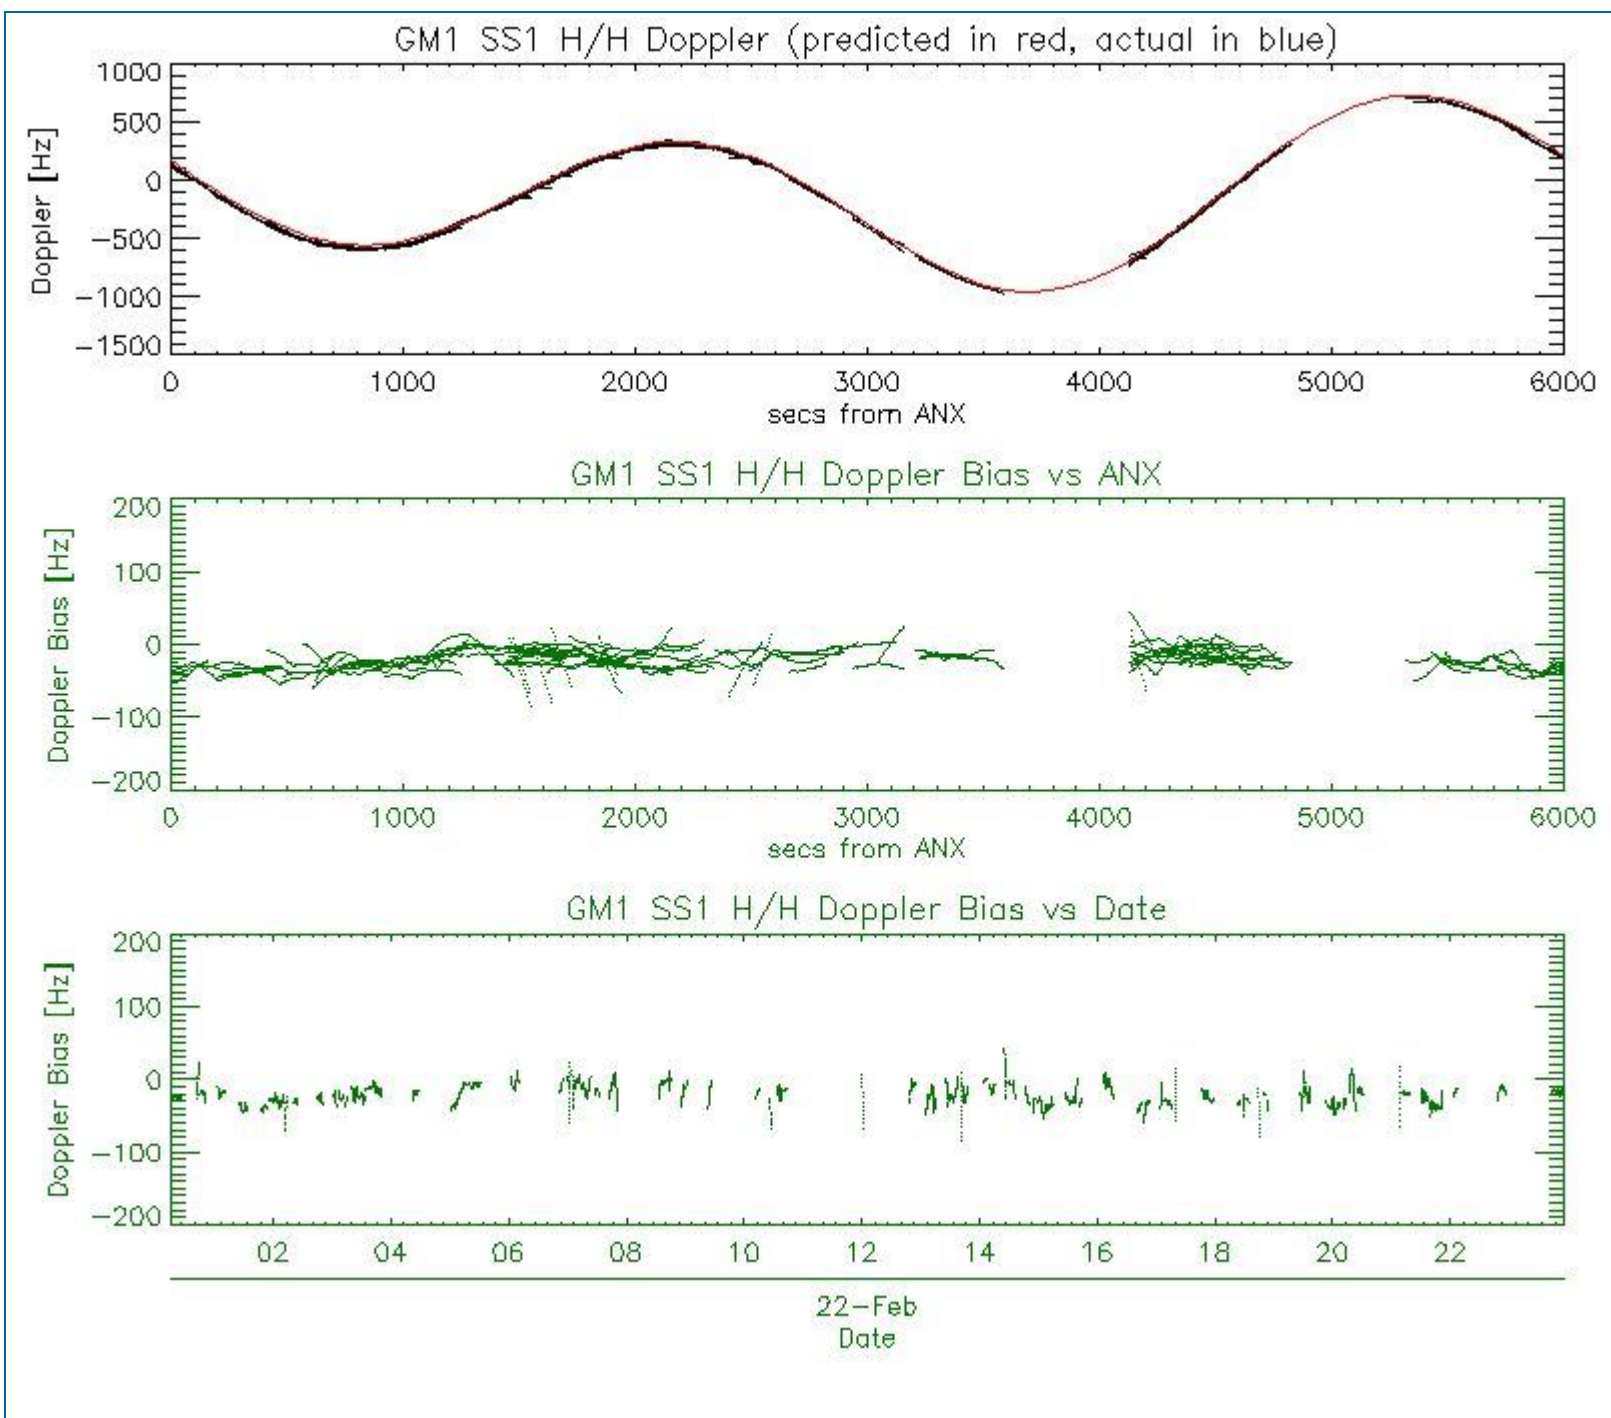 GM1 SS1 H/H Doppler (predicted in red, actual in blue)
Doppler [Hz]
1000
500
0
-500
-1000
-1500
0 1000 2000 3000 4000 5000 6000
secs from ANX
GM1 SS1 H/H Doppler Bias vs ANX
Doppler Bias [Hz]
200
100
0
-100
-200
0 1000 2000 3000 4000 5000 6000
secs from ANX
GM1 SS1 H/H Doppler Bias vs Date
Doppler Bias [Hz]
200
100
0
-100
-200
02 04 06 08 10 12 14 16 18 20 22
22-Feb
Date